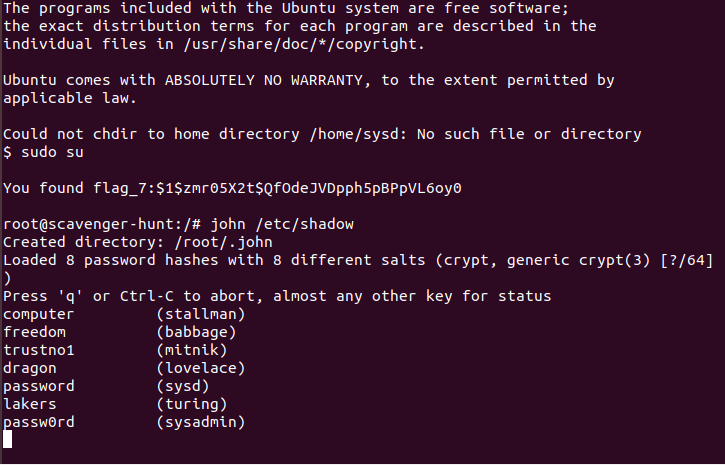 The programs included with the Ubuntu system are free software;
the exact distribution terms for each program are described in the
individual files in /usr/share/doc/*/copyright.
Ubuntu comes with ABSOLUTELY NO WARRANTY, to the extent permitted by
applicable law.
Could not chdir to home directory /home/sysd: No such file or directory
$ sudo su
You found flag_7:$1$zmr05X2t$QfOdeJVDpph5pBPpVL6oy0
root@scavenger-hunt:/# john /etc/shadow
Created directory: /root/.john
Loaded 8 password hashes with 8 different salts (crypt, generic crypt(3) [?/64]
)
Press 'q' or Ctrl-C to abort, almost any other key for status
computer         (stallman)
freedom          (babbage)
trustno1         (mitnik)
dragon           (lovelace)
password         (sysd)
lakers           (turing)
passw0rd         (sysadmin)